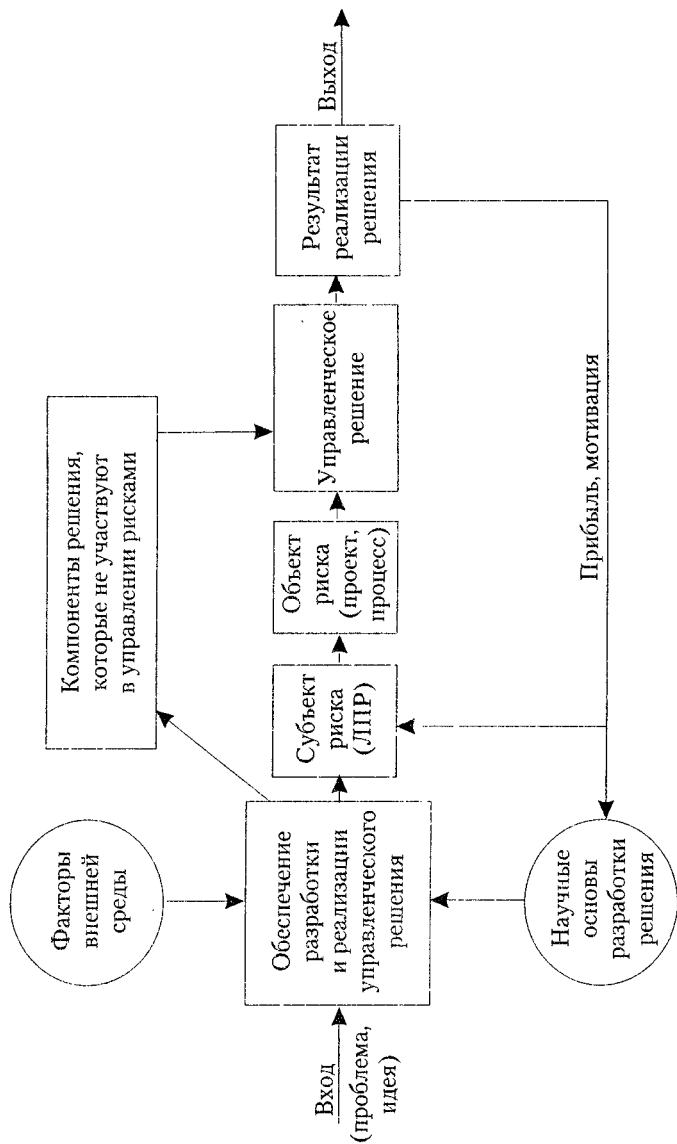 Факторы
внешней
среды
Компоненты решения,
которые не участвуют
в управлении рисками
Вход
(проблема,
идея)
Обеспечение
разработки
и реализации
управленческого
решения
Субъект
риска
(ЛПР)
Объект
риска
(проект,
процесс)
Управленческое
решение
Результат
реализации
решения
Выход
Научные
основы
разработки
решения
Прибыль, мотивация